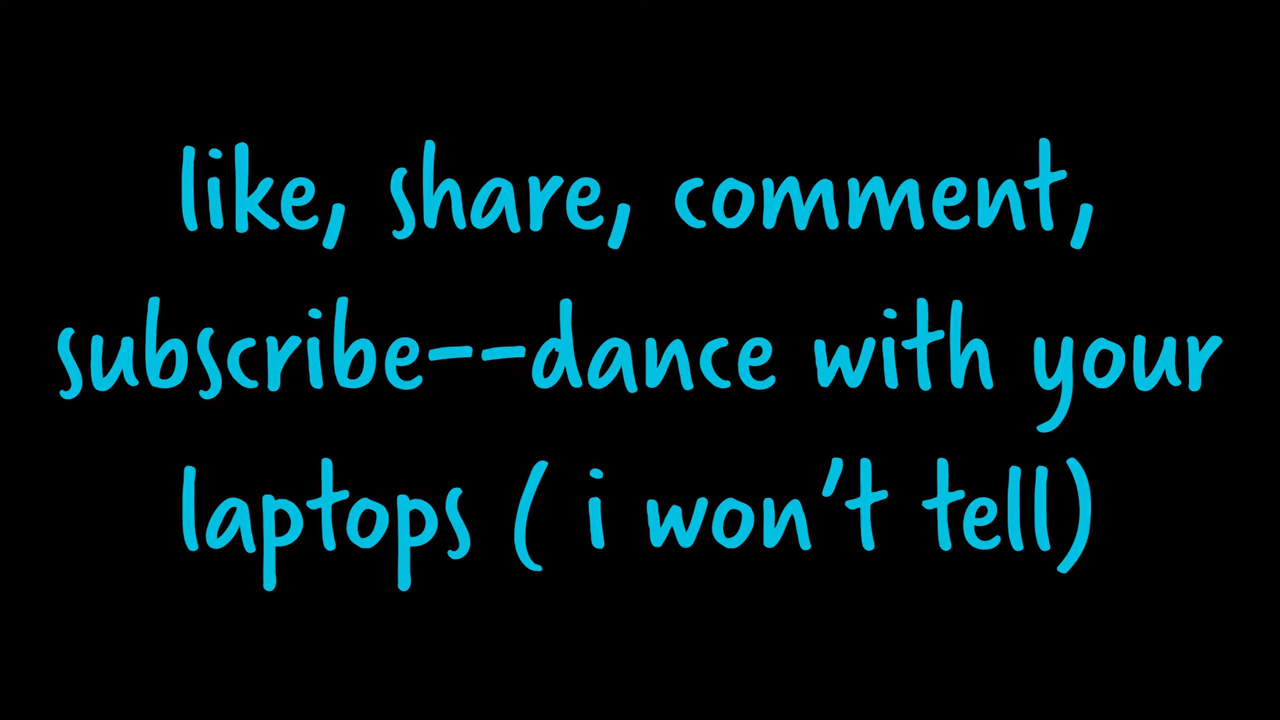 like, share, comment,
subscribe--dance with your
laptops ( i won't tell)